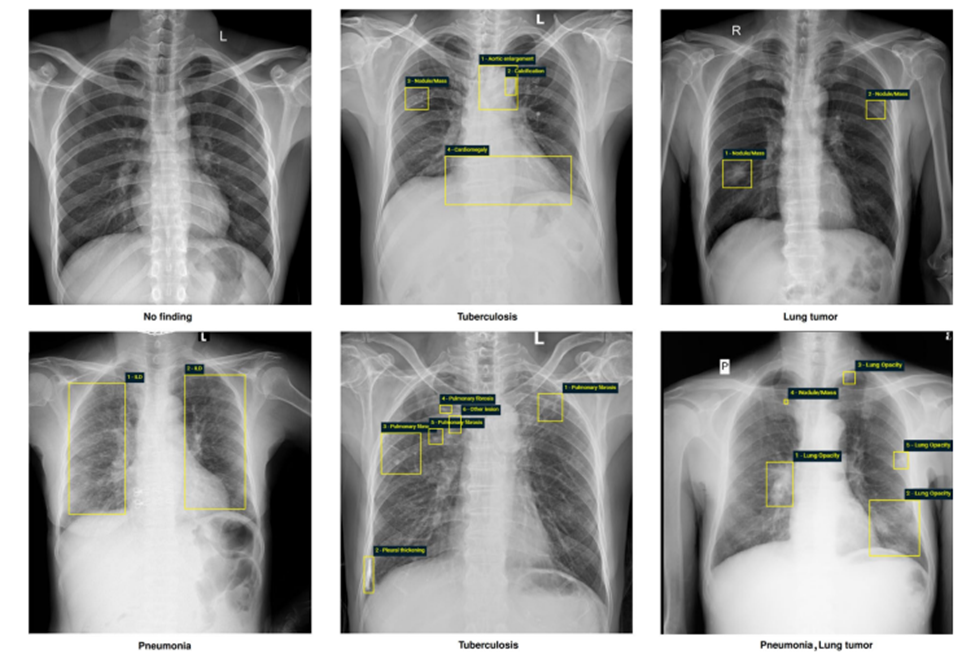 L
L
R
1 - Aortic enlargement
2 - Calcification
3 - Nodule/Mass
4 - Cardiomegaly
2 - Nodule/Mass
1 - Nodule/Mass
No finding
Tuberculosis
Lung tumor
L
L
P
1 - ILD
2 - ILD
1 - Pulmonary fibrosis
4 - Pulmonary fibrosis
6 - Other lesion
3 - Pulmonary fibro
5 - Pulmonary fibrosis
2 - Pleural thickening
3 - Lung Opacity
4 - Nodule/Mass
1 - Lung Opacity
5 - Lung Opacity
2 - Lung Opacity
Pneumonia
Tuberculosis
Pneumonia, Lung tumor